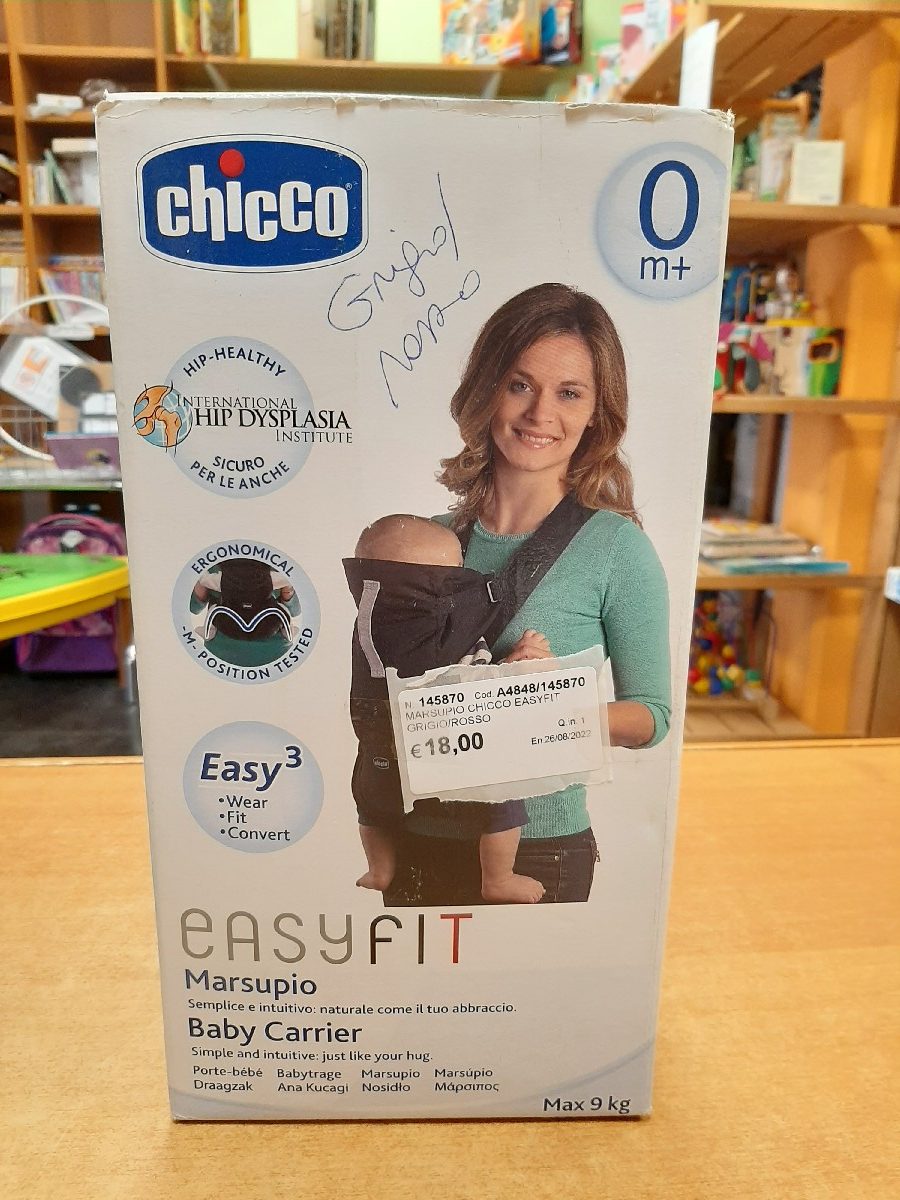 chicco®
Grigio/
rosso
0
m+
HIP-HEALTHY
INTERNATIONAL
HIP DYSPLASIA
INSTITUTE
SICURO
PER LE ANCHE
ERGONOMICAL
-M- POSITION TESTED
Easy³
•Wear
•Fit
•Convert
N. 145870 Cod. A4848/145870
MARSUPIO CHICCO EASYFIT
GRIGIO/ROSSO
Q.in. 1
€18,00
En.26/08/2022
chicco
EASYFIT
Marsupio
Semplice e intuitivo: naturale come il tuo abbraccio.
Baby Carrier
Simple and intuitive: just like your hug.
Porte-bébé Babytrage Marsupio Marsúpio
Draagzak Ana Kucagi Nosidło Μάρσιπος
Max 9 kg